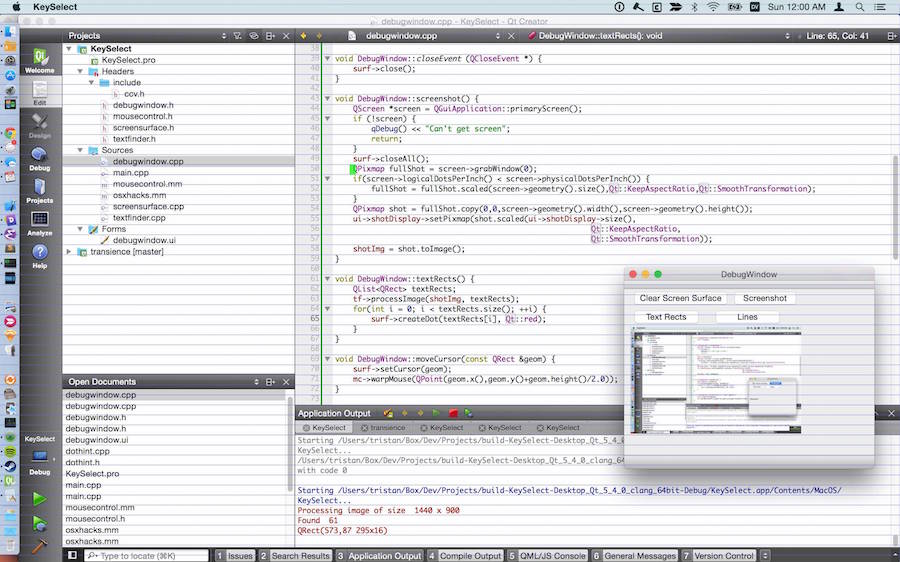 KeySelect
Sun 12:00 AM
debugwindow.cpp - KeySelect - Qt Creator
Projects
debugwindow.cpp
DebugWindow::textRects(): void
Line: 65, Col: 41
Welcome
Edit
Design
Debug
Projects
Analyze
Help
KeySelect
Debug
KeySelect
KeySelect.pro
Headers
include
ccv.h
debugwindow.h
mousecontrol.h
screensurface.h
textfinder.h
Sources
debugwindow.cpp
main.cpp
mousecontrol.mm
osxhacks.mm
screensurface.cpp
textfinder.cpp
Forms
debugwindow.ui
transience [master]
Open Documents
debugwindow.cpp
debugwindow.cpp
debugwindow.h
debugwindow.h
debugwindow.ui
dothint.cpp
dothint.h
KeySelect.pro
main.cpp
main.cpp
mousecontrol.mm
mousecontrol.h
osxhacks.mm
osxhacks.mm
38
39 void DebugWindow::closeEvent (QCloseEvent *) {
40 surf->close();
41 }
42
43 void DebugWindow::screenshot() {
44 QScreen *screen = QGuiApplication::primaryScreen();
45 if (!screen) {
46 qDebug() << "Can't get screen";
47 return;
48 }
49 surf->closeAll();
50 QPixmap fullShot = screen->grabWindow(0);
51 if(screen->logicalDotsPerInch() < screen->physicalDotsPerInch()) {
52 fullShot = fullShot.scaled(screen->geometry().size(),Qt::KeepAspectRatio,Qt::SmoothTransformation);
53 }
54 QPixmap shot = fullShot.copy(0,0,screen->geometry().width(),screen->geometry().height());
55 ui->shotDisplay->setPixmap(shot.scaled(ui->shotDisplay->size(),
56 Qt::KeepAspectRatio,
57 Qt::SmoothTransformation));
58 shotImg = shot.toImage();
59 }
60
61 void DebugWindow::textRects() {
62 QList<QRect> textRects;
63 tf->processImage(shotImg, textRects);
64 for(int i = 0; i < textRects.size(); ++i) {
65 surf->createDot(textRects[i], Qt::red);
66 }
67 }
68
69 void DebugWindow::moveCursor(const QRect &geom) {
70 surf->setCursor(geom);
71 mc->warpMouse(QPoint(geom.x(),geom.y()+geom.height()/2.0));
72 }
73
DebugWindow
Clear Screen Surface
Screenshot
Text Rects
Lines
Application Output
KeySelect
transience
KeySelect
KeySelect
KeySelect
Starting /Users/tristan/Box/Dev/Projects/build-KeySelect-Desktop_Qt_5_4_0
KeySelect...
/Users/tristan/Box/Dev/Projects/build-KeySelect-Desktop_Qt_5_4_0_clang_64
with code 0
Starting /Users/tristan/Box/Dev/Projects/build-KeySelect-Desktop_Qt_5_4_0_clang_64bit-Debug/KeySelect.app/Contents/MacOS/
KeySelect...
Processing image of size 1440 x 900
Found 61
QRect(573,87 295x16)
Type to locate (⌘K)
1 Issues
2 Search Results
3 Application Output
4 Compile Output
5 QML/JS Console
6 General Messages
7 Version Control